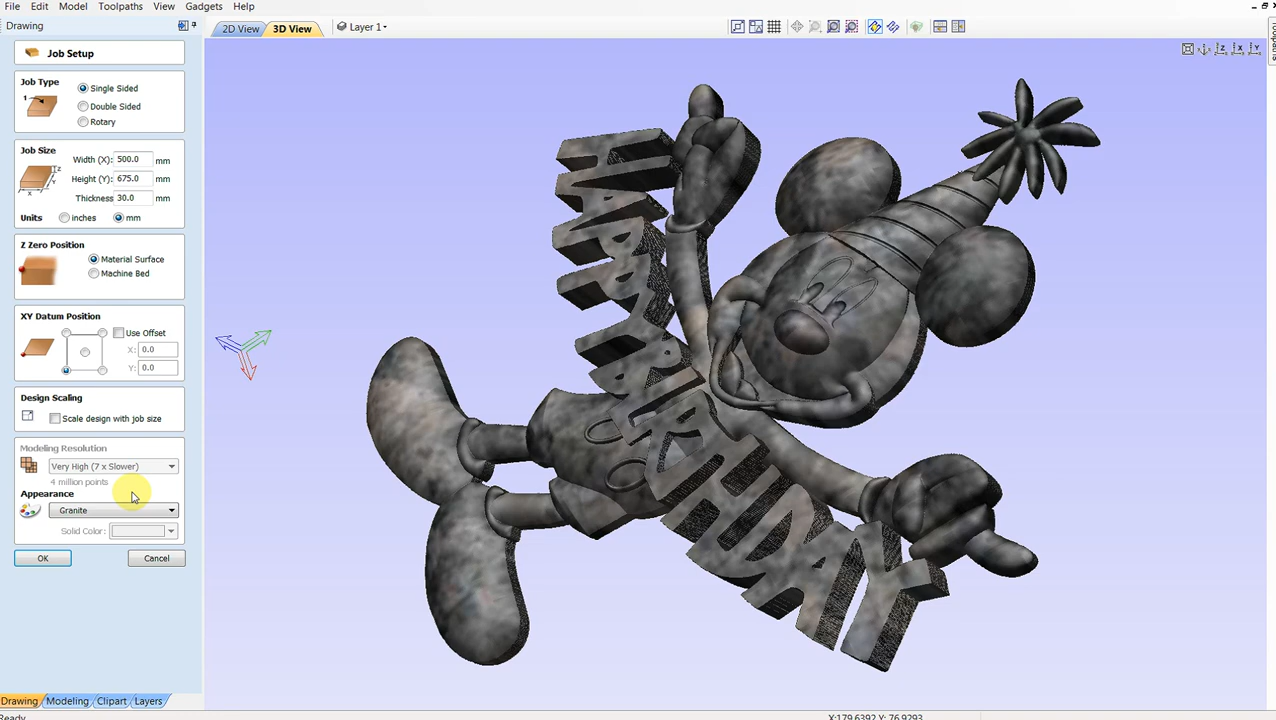 File Edit Model Toolpaths View Gadgets Help
Drawing
2D View 3D View Layer 1
Job Setup
Job Type
Single Sided
Double Sided
Rotary
Job Size
Width (X): 500.0 mm
Height (Y): 675.0 mm
Thickness 30.0 mm
Units inches mm
Z Zero Position
Material Surface
Machine Bed
XY Datum Position
Use Offset
X: 0.0
Y: 0.0
Design Scaling
Scale design with job size
Modeling Resolution
Very High (7 x Slower)
4 million points
Appearance
Granite
Solid Color:
OK Cancel
HAPPY BIRTHDAY
Drawing Modeling Clipart Layers
Ready X:179.6392 Y: 76.9293